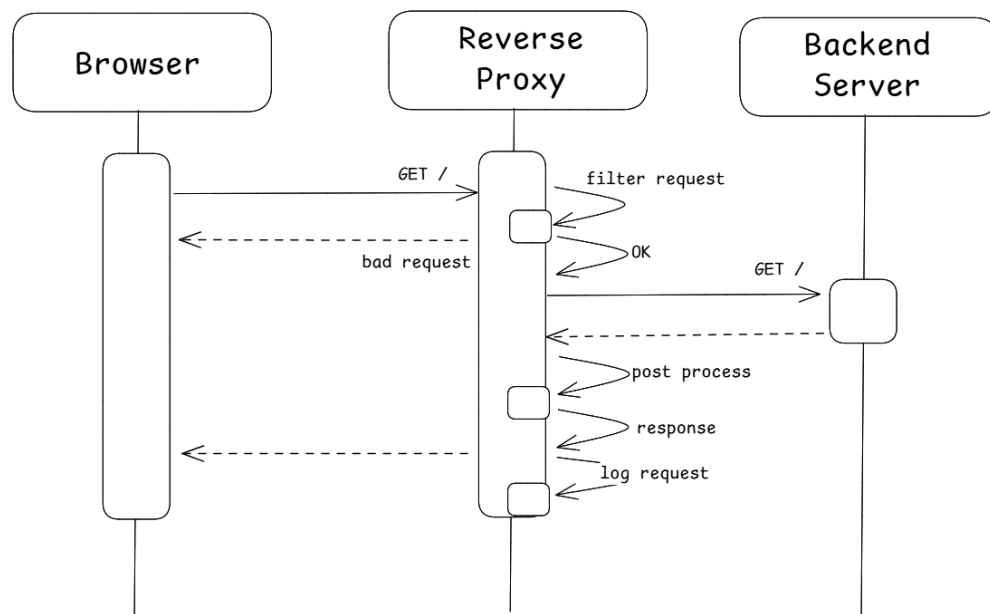 Browser
Reverse
Proxy
Backend
Server
GET /
filter request
bad request
OK
GET /
post process
response
log request